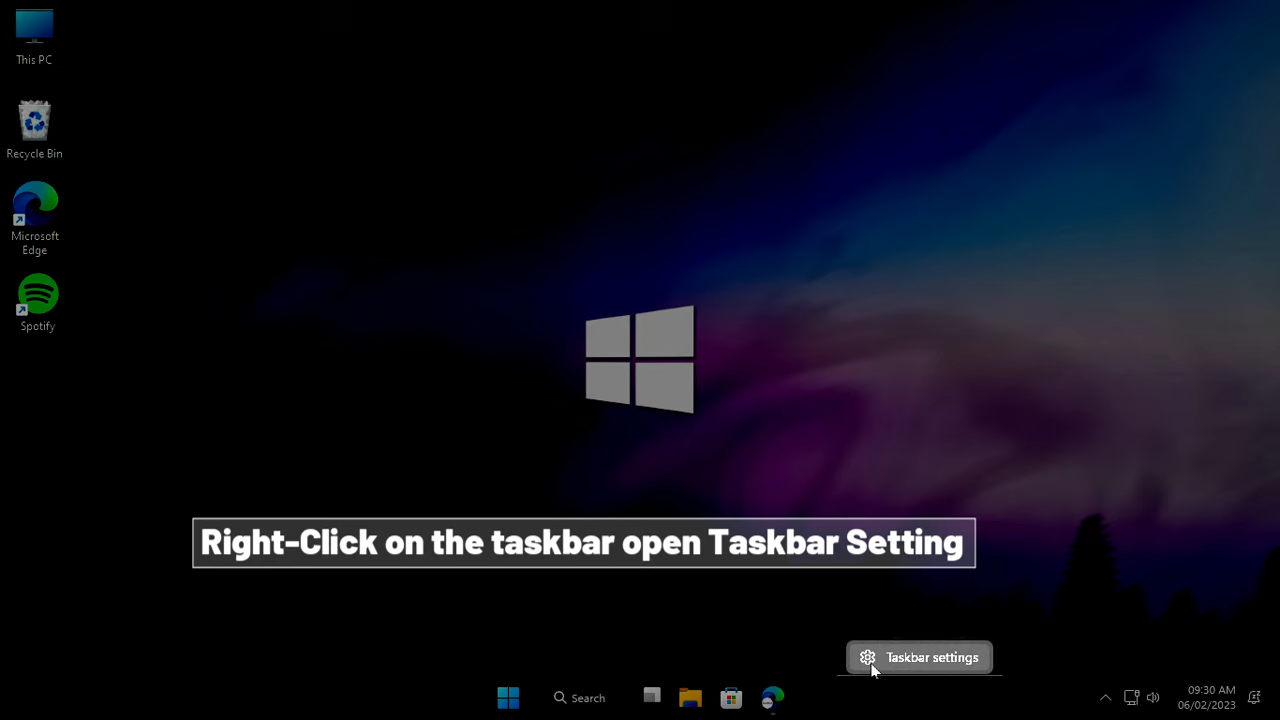 This PC
Recycle Bin
Microsoft
Edge
Spotify
Right-Click on the taskbar open Taskbar Setting
Taskbar settings
Search
09:30 AM
06/02/2023